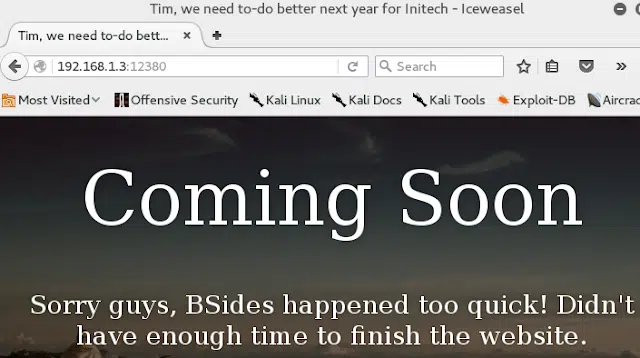 Tim, we need to-do better next year for Initech - Iceweasel
Tim, we need to-do bett...
192.168.1.3:12380
Search
Most Visited
Offensive Security
Kali Linux
Kali Docs
Kali Tools
Exploit-DB
Aircrac
Coming Soon
Sorry guys, BSides happened too quick! Didn't
have enough time to finish the website.